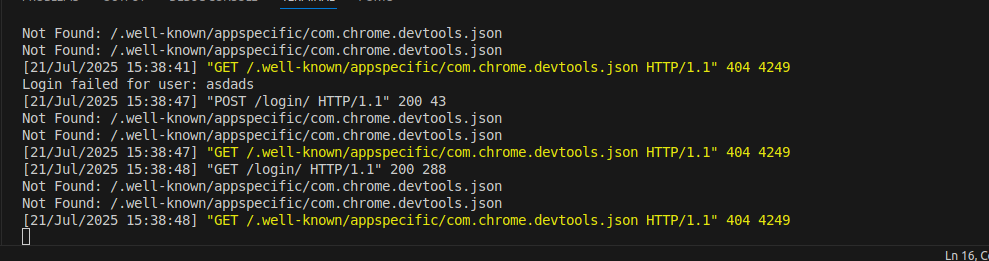 Not Found: /.well-known/appspecific/com.chrome.devtools.json
Not Found: /.well-known/appspecific/com.chrome.devtools.json
[21/Jul/2025 15:38:41] "GET /.well-known/appspecific/com.chrome.devtools.json HTTP/1.1" 404 4249
Login failed for user: asdads
[21/Jul/2025 15:38:47] "POST /login/ HTTP/1.1" 200 43
Not Found: /.well-known/appspecific/com.chrome.devtools.json
Not Found: /.well-known/appspecific/com.chrome.devtools.json
[21/Jul/2025 15:38:47] "GET /.well-known/appspecific/com.chrome.devtools.json HTTP/1.1" 404 4249
[21/Jul/2025 15:38:48] "GET /login/ HTTP/1.1" 200 288
Not Found: /.well-known/appspecific/com.chrome.devtools.json
Not Found: /.well-known/appspecific/com.chrome.devtools.json
[21/Jul/2025 15:38:48] "GET /.well-known/appspecific/com.chrome.devtools.json HTTP/1.1" 404 4249
Ln 16,